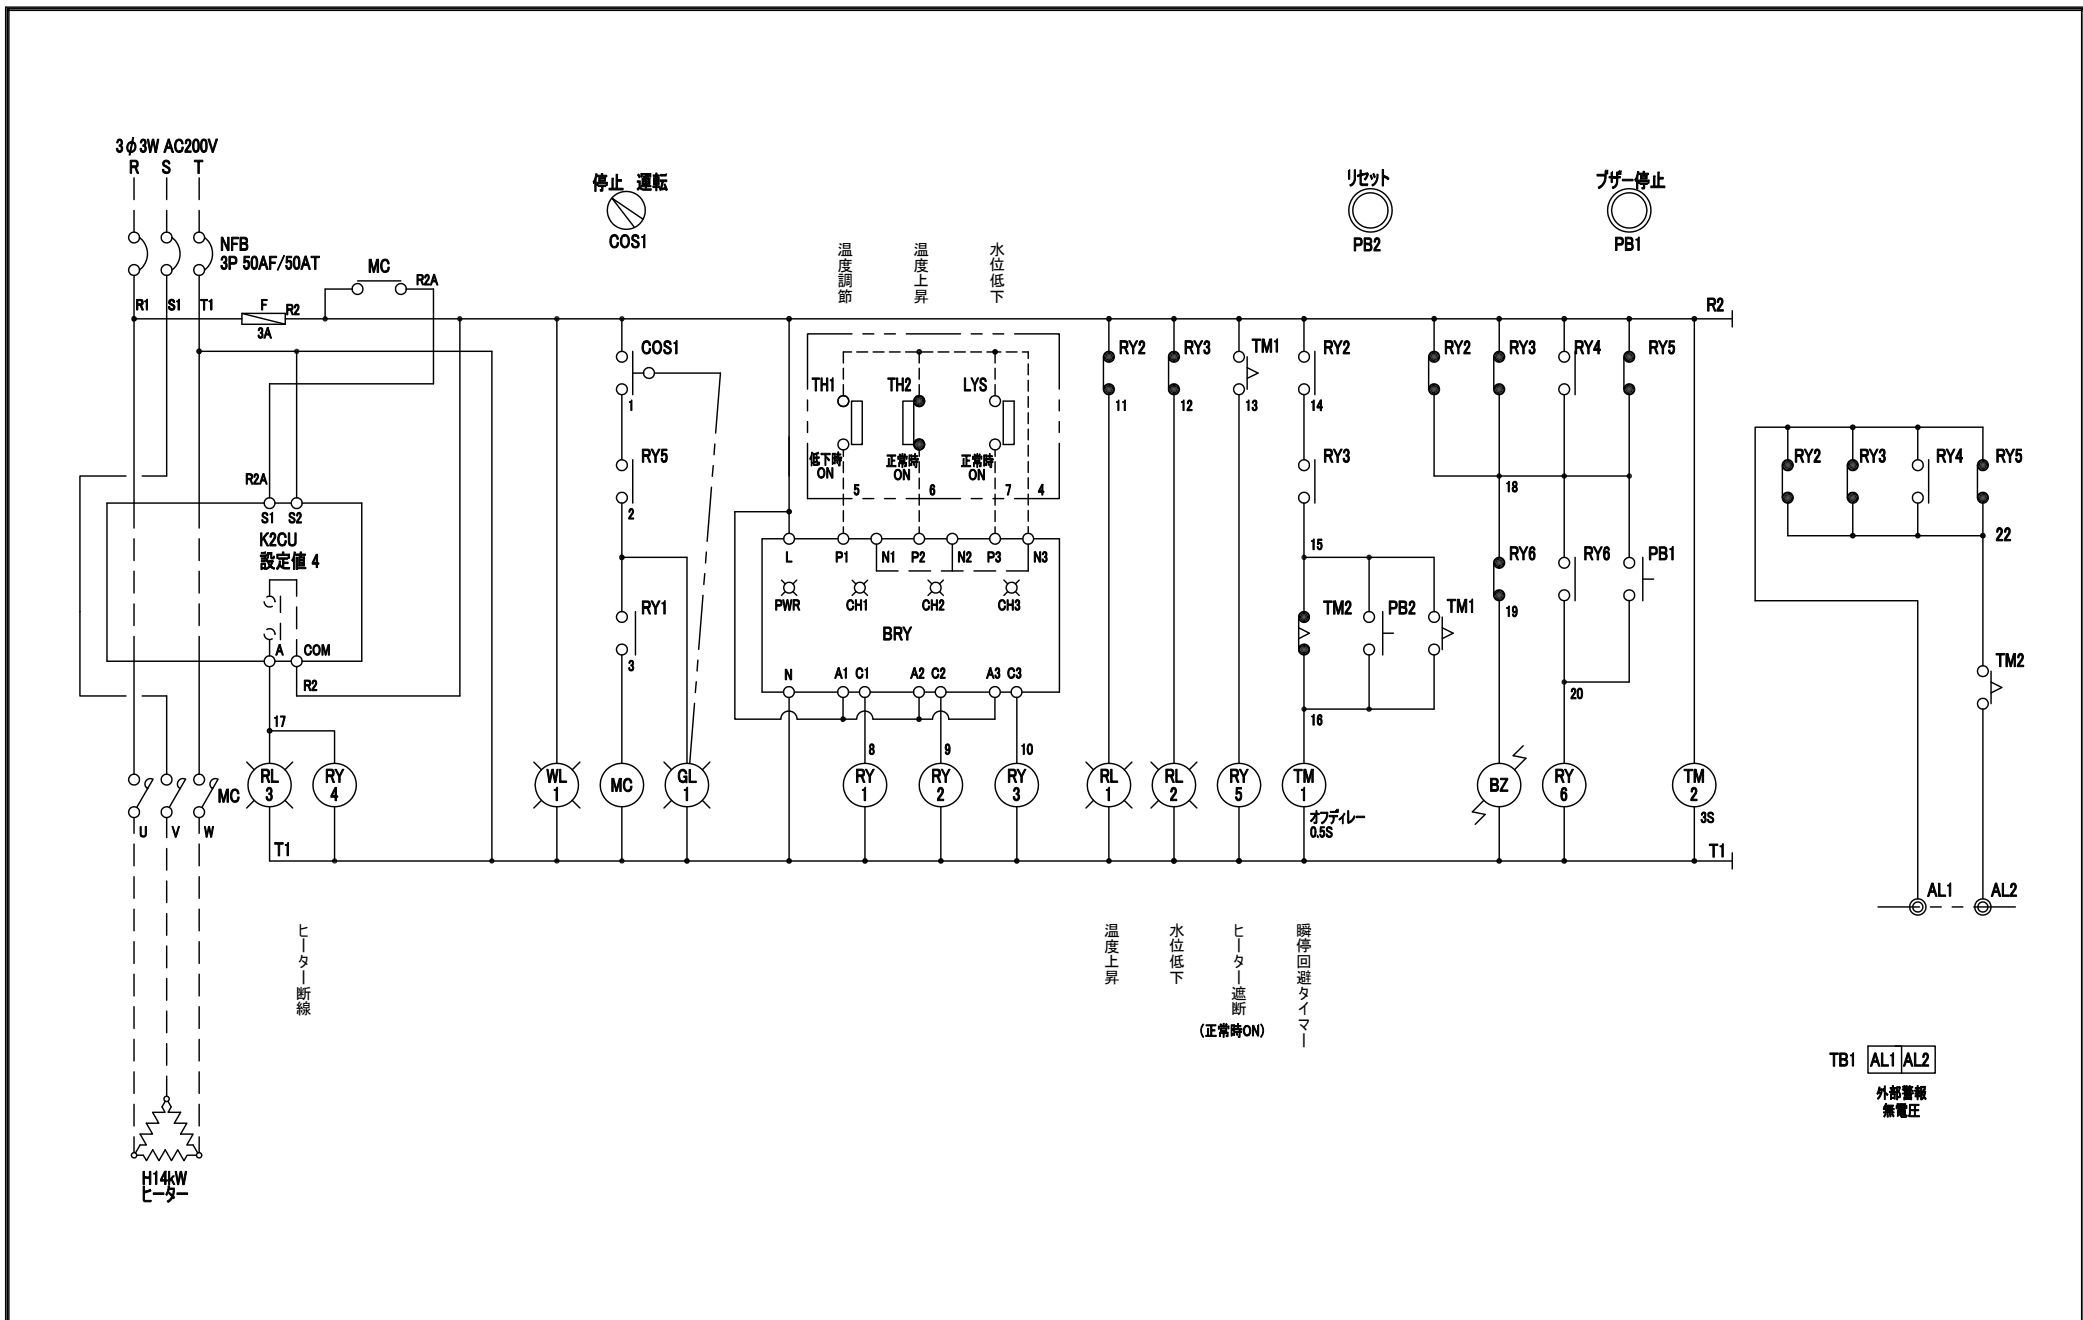 3φ3W AC200V
R S T
NFB
3P 50AF/50AT
MC
R2A
R1 S1 T1
F
R2
3A
停止 運転
COS1
リセット
PB2
ブザー停止
PB1
温度調節
温度上昇
水位低下
R2
COS1
1
RY5
2
RY1
3
TH1
低下時
ON
TH2
正常時
ON
LYS
正常時
ON
5 6 7 4
RY2
11
RY3
12
TM1
13
RY2
14
RY3
15
TM2 PB2 TM1
16
RY2 RY3 RY4 RY5
18
RY6 RY6 PB1
19
20
RY2 RY3 RY4 RY5
22
TM2
R2A
S1 S2
K2CU
設定値 4
A COM
R2
17
L P1 N1 P2 N2 P3 N3
PWR CH1 CH2 CH3
BRY
N A1 C1 A2 C2 A3 C3
8 9 10
MC
U V W
RL
3
RY
4
WL
1
MC
GL
1
RY
1
RY
2
RY
3
RL
1
RL
2
RY
5
TM
1
オフディレー
0.5S
BZ
RY
6
TM
2
3S
T1
T1
AL1 AL2
ヒーター断線
温度上昇
水位低下
ヒーター遮断
(正常時ON)
瞬停回避タイマー
TB1 AL1 AL2
外部警報
無電圧
H14kW
ヒーター